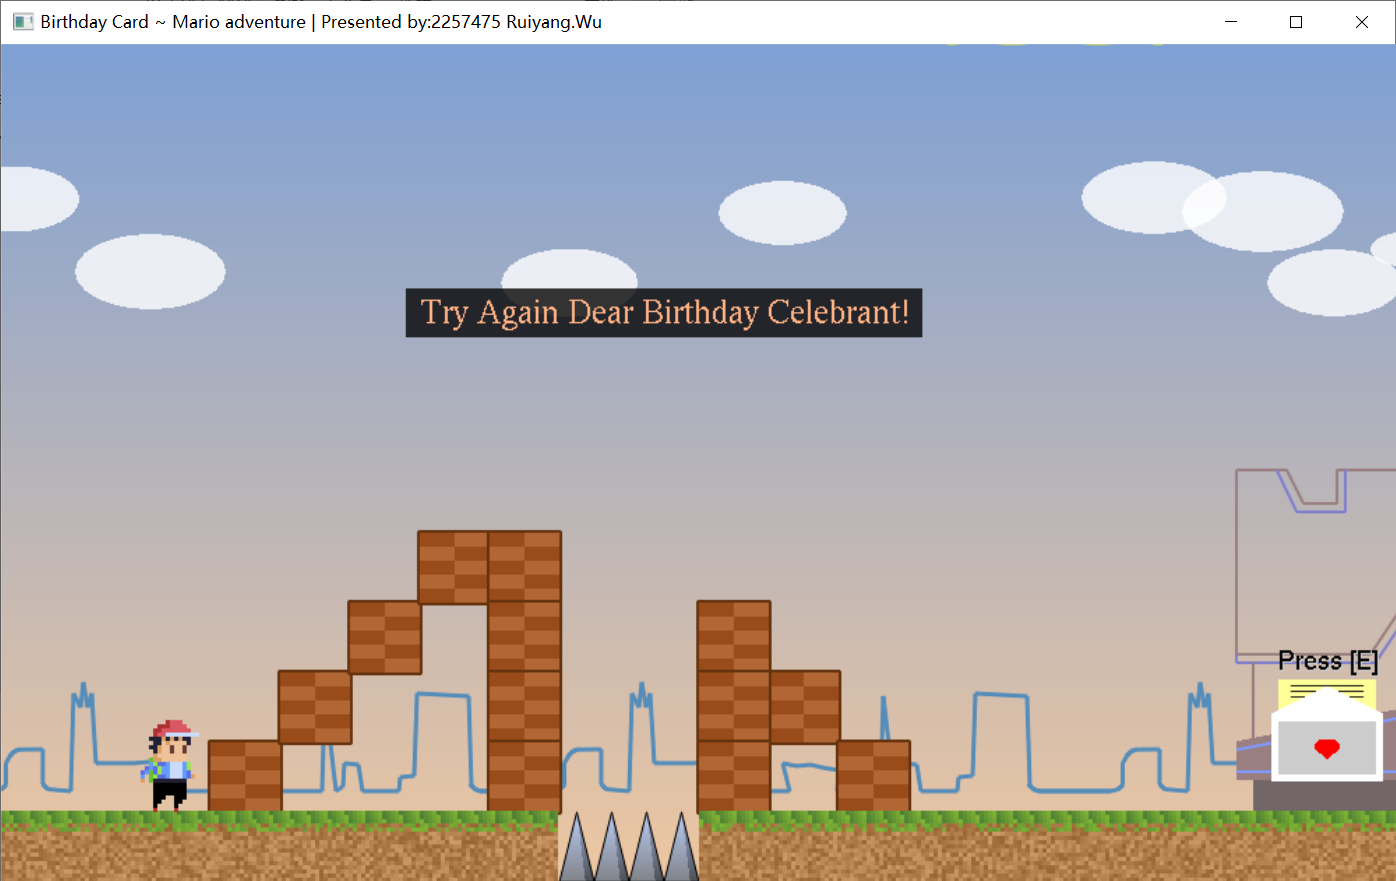 Birthday Card ~ Mario adventure | Presented by:2257475 Ruiyang.Wu
Try Again Dear Birthday Celebrant!
Press [E]